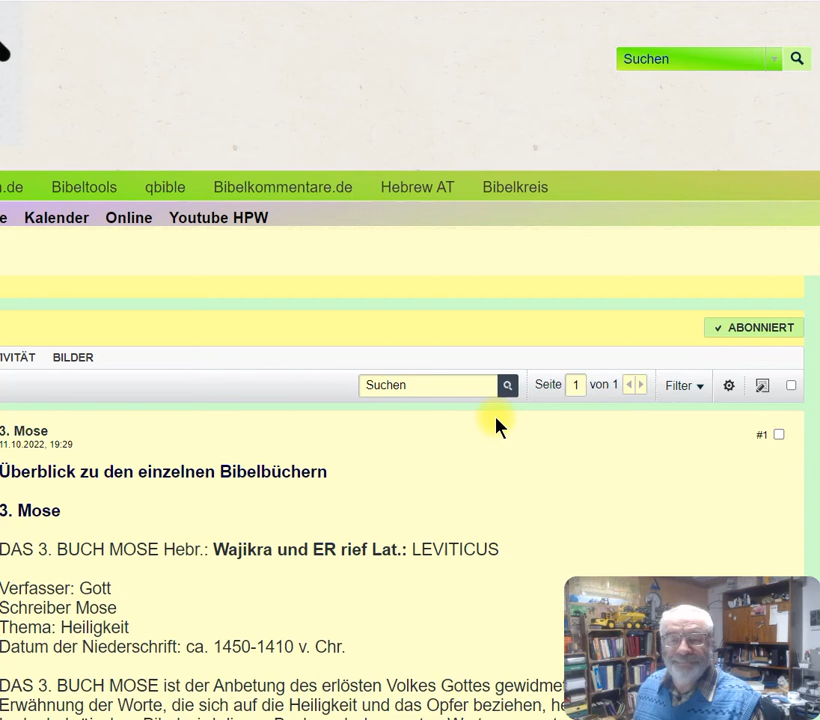 Suchen
n.de Bibeltools qbible Bibelkommentare.de Hebrew AT Bibelkreis
e Kalender Online Youtube HPW
✓ ABONNIERT
IVITÄT BILDER
Suchen Seite 1 von 1 Filter
3. Mose
11.10.2022, 19:29
#1
Überblick zu den einzelnen Bibelbüchern
3. Mose
DAS 3. BUCH MOSE Hebr.: Wajikra und ER rief Lat.: LEVITICUS
Verfasser: Gott
Schreiber Mose
Thema: Heiligkeit
Datum der Niederschrift: ca. 1450-1410 v. Chr.
DAS 3. BUCH MOSE ist der Anbetung des erlösten Volkes Gottes gewidmet
Erwähnung der Worte, die sich auf die Heiligkeit und das Opfer beziehen, he